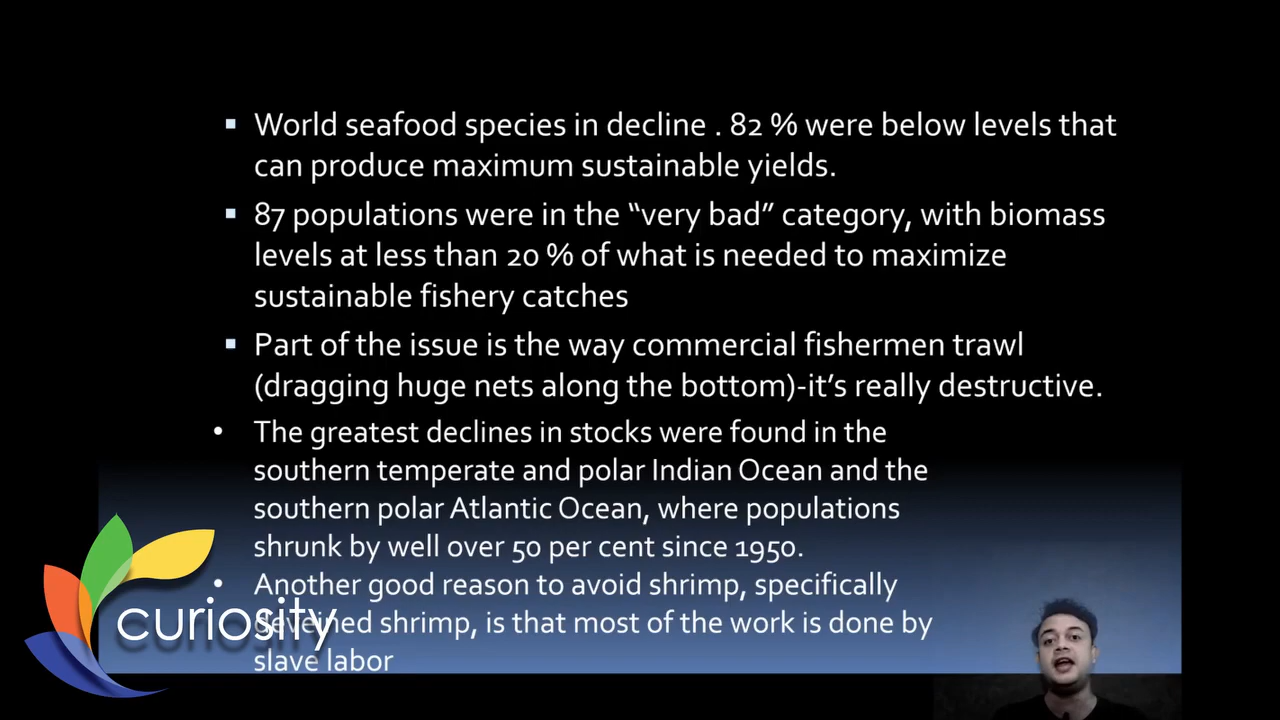 ▪ World seafood species in decline . 82 % were below levels that
can produce maximum sustainable yields.
▪ 87 populations were in the “very bad” category, with biomass
levels at less than 20 % of what is needed to maximize
sustainable fishery catches
▪ Part of the issue is the way commercial fishermen trawl
(dragging huge nets along the bottom)-it’s really destructive.
• The greatest declines in stocks were found in the
southern temperate and polar Indian Ocean and the
southern polar Atlantic Ocean, where populations
shrunk by well over 50 per cent since 1950.
• Another good reason to avoid shrimp, specifically
deveined shrimp, is that most of the work is done by
slave labor
curiosity